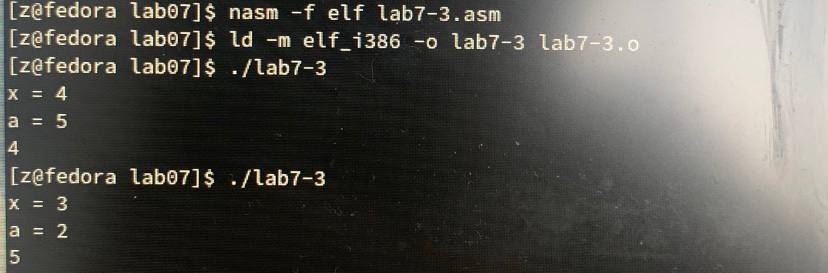 [z@fedora lab07]$ nasm -f elf lab7-3.asm
[z@fedora lab07]$ ld -m elf_i386 -o lab7-3 lab7-3.o
[z@fedora lab07]$ ./lab7-3
x = 4
a = 5
4
[z@fedora lab07]$ ./lab7-3
x = 3
a = 2
5